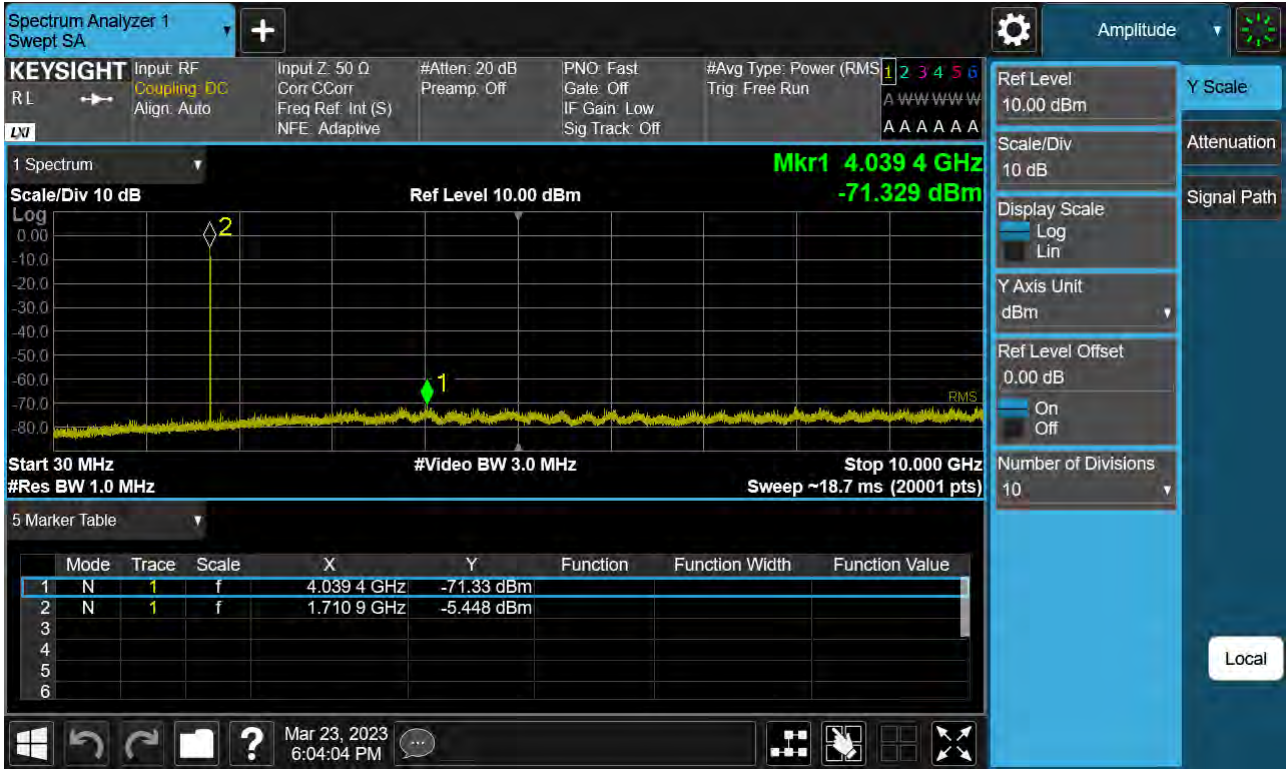 Spectrum Analyzer 1
Swept SA
Amplitude
KEYSIGHT
RL
LXI
Input: RF
Coupling: DC
Align: Auto
Input Z: 50 Ω
Corr CCorr
Freq Ref: Int (S)
NFE: Adaptive
#Atten: 20 dB
Preamp: Off
PNO: Fast
Gate: Off
IF Gain: Low
Sig Track: Off
#Avg Type: Power (RMS
Trig: Free Run
1 2 3 4 5 6
A W W W W W
A A A A A A
1 Spectrum
Scale/Div 10 dB
Ref Level 10.00 dBm
Mkr1 4.039 4 GHz
-71.329 dBm
Log
0.00
-10.0
-20.0
-30.0
-40.0
-50.0
-60.0
-70.0
-80.0
2
1
RMS
Start 30 MHz
#Video BW 3.0 MHz
Stop 10.000 GHz
#Res BW 1.0 MHz
Sweep ~18.7 ms (20001 pts)
5 Marker Table
Mode Trace Scale X Y Function Function Width Function Value
1 N 1 f 4.039 4 GHz -71.33 dBm
2 N 1 f 1.710 9 GHz -5.448 dBm
3
4
5
6
Ref Level
10.00 dBm
Scale/Div
10 dB
Display Scale
Log
Lin
Y Axis Unit
dBm
Ref Level Offset
0.00 dB
On
Off
Number of Divisions
10
Y Scale
Attenuation
Signal Path
Local
?
Mar 23, 2023
6:04:04 PM